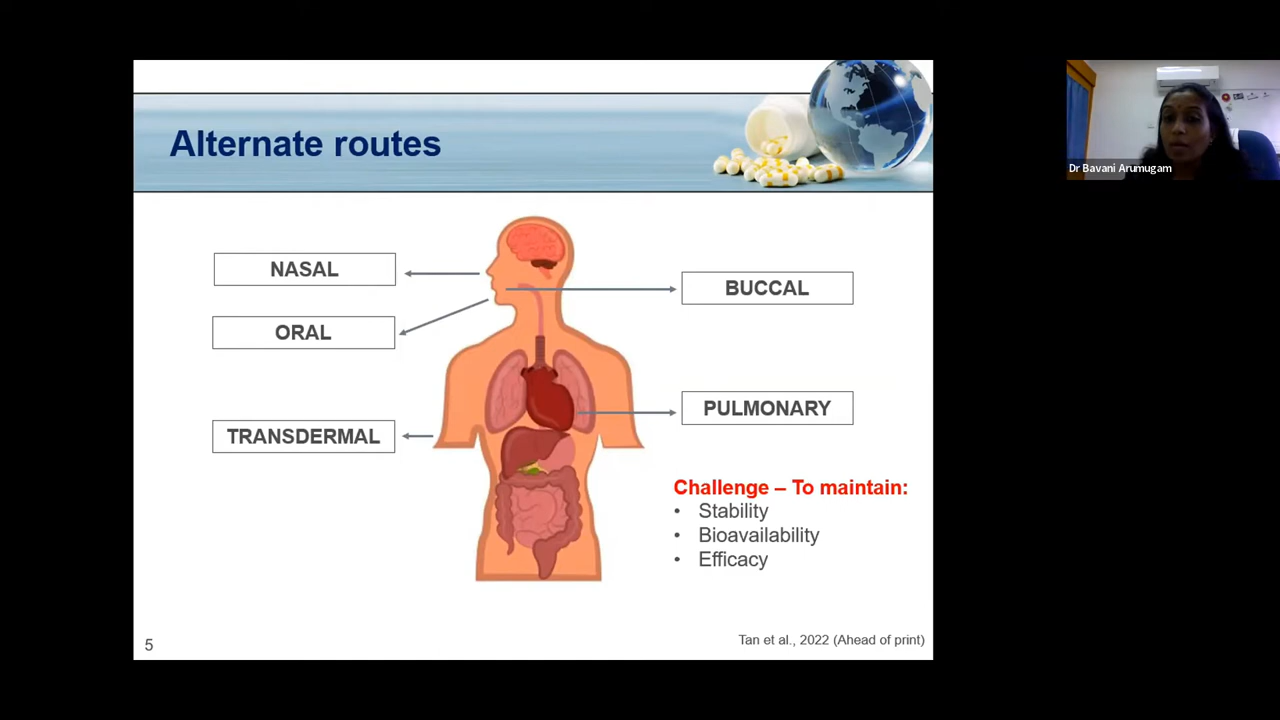 Alternate routes
NASAL
ORAL
TRANSDERMAL
BUCCAL
PULMONARY
Challenge – To maintain:
• Stability
• Bioavailability
• Efficacy
5
Tan et al., 2022 (Ahead of print)
Dr Bavani Arumugam